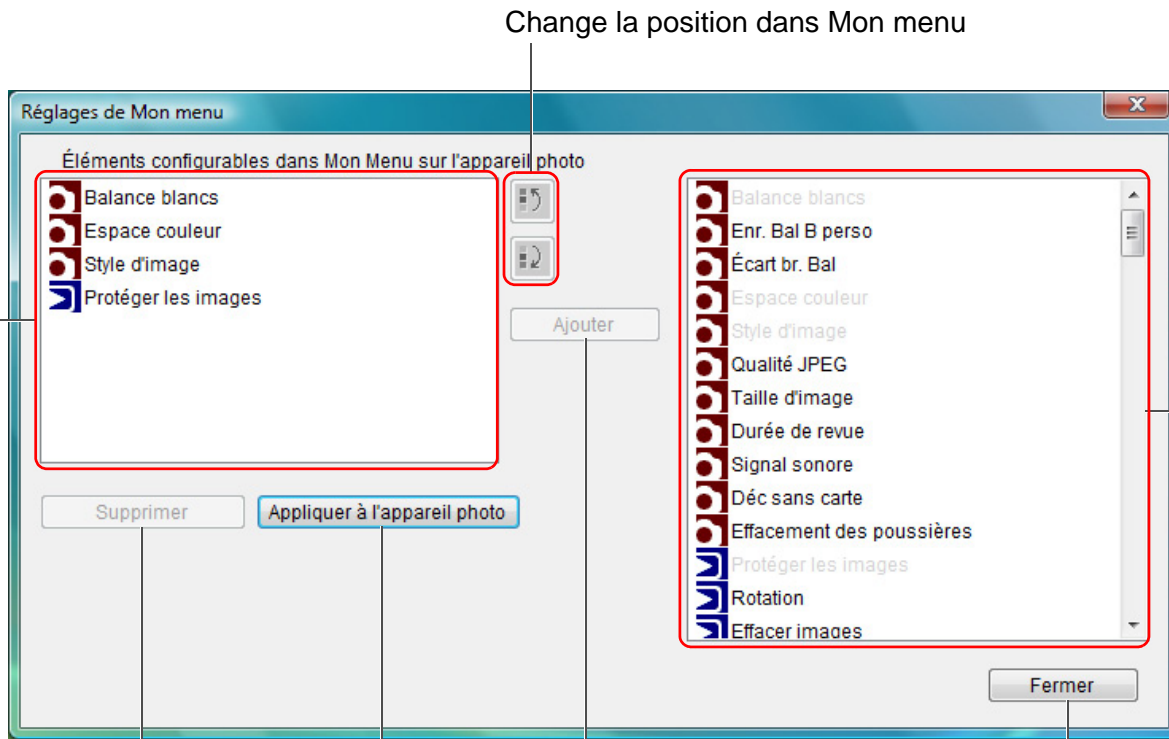 Change la position dans Mon menu
Réglages de Mon menu
Éléments configurables dans Mon Menu sur l'appareil photo
Balance blancs
Espace couleur
Style d'image
Protéger les images
Ajouter
Supprimer
Appliquer à l'appareil photo
Balance blancs
Enr. Bal B perso
Écart br. Bal
Espace couleur
Style d'image
Qualité JPEG
Taille d'image
Durée de revue
Signal sonore
Déc sans carte
Effacement des poussières
Protéger les images
Rotation
Effacer images
Fermer